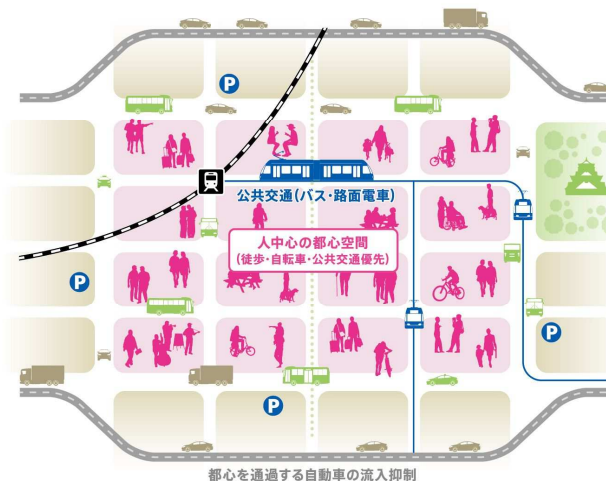 P
公共交通(バス・路面電車)
人中心の都心空間
(徒歩・自転車・公共交通優先)
P
P
P
都心を通過する自動車の流入抑制